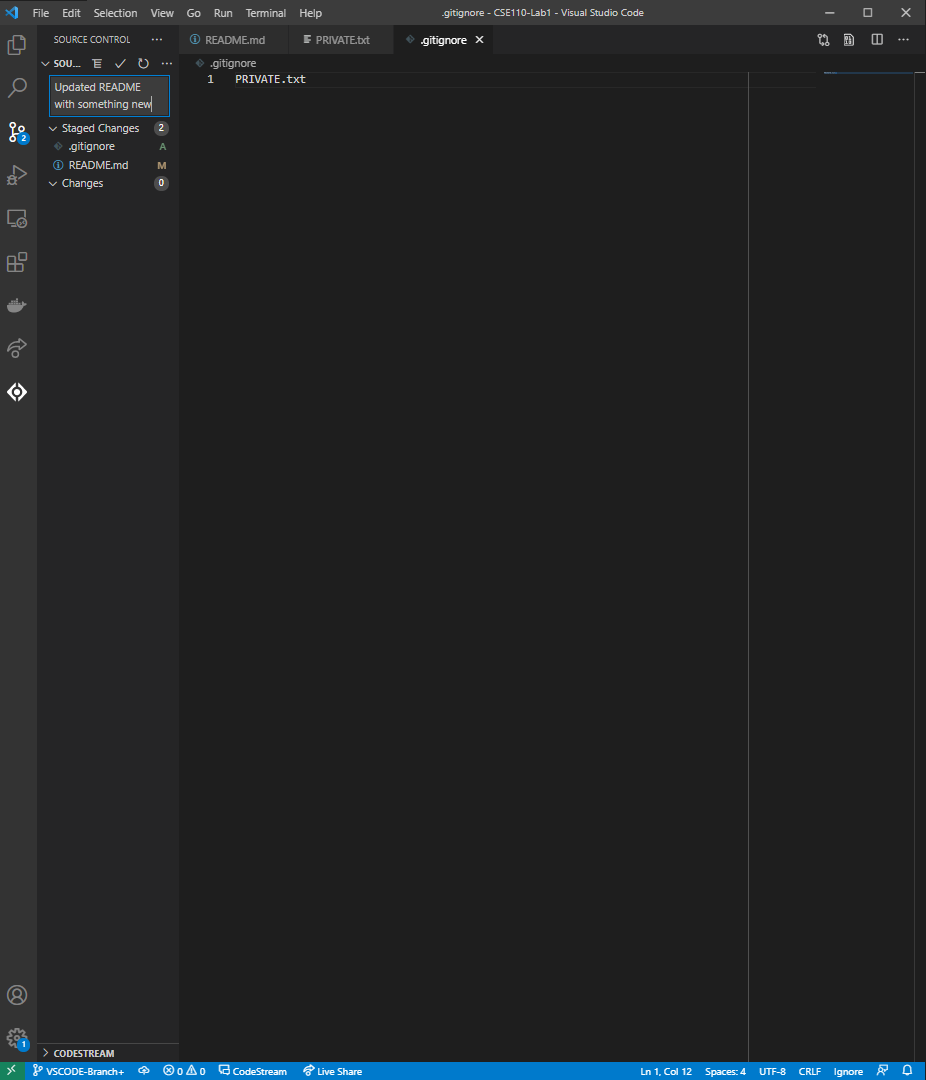 File Edit Selection View Go Run Terminal Help
.gitignore - CSE110-Lab1 - Visual Studio Code
SOURCE CONTROL ···
README.md
PRIVATE.txt
.gitignore
···
SOU... ···
.gitignore
Updated README
with something new
1 PRIVATE.txt
Staged Changes 2
.gitignore A
README.md M
Changes 0
2
1
CODESTREAM
VSCODE-Branch+ 0 0 CodeStream Live Share
Ln 1, Col 12 Spaces: 4 UTF-8 CRLF Ignore